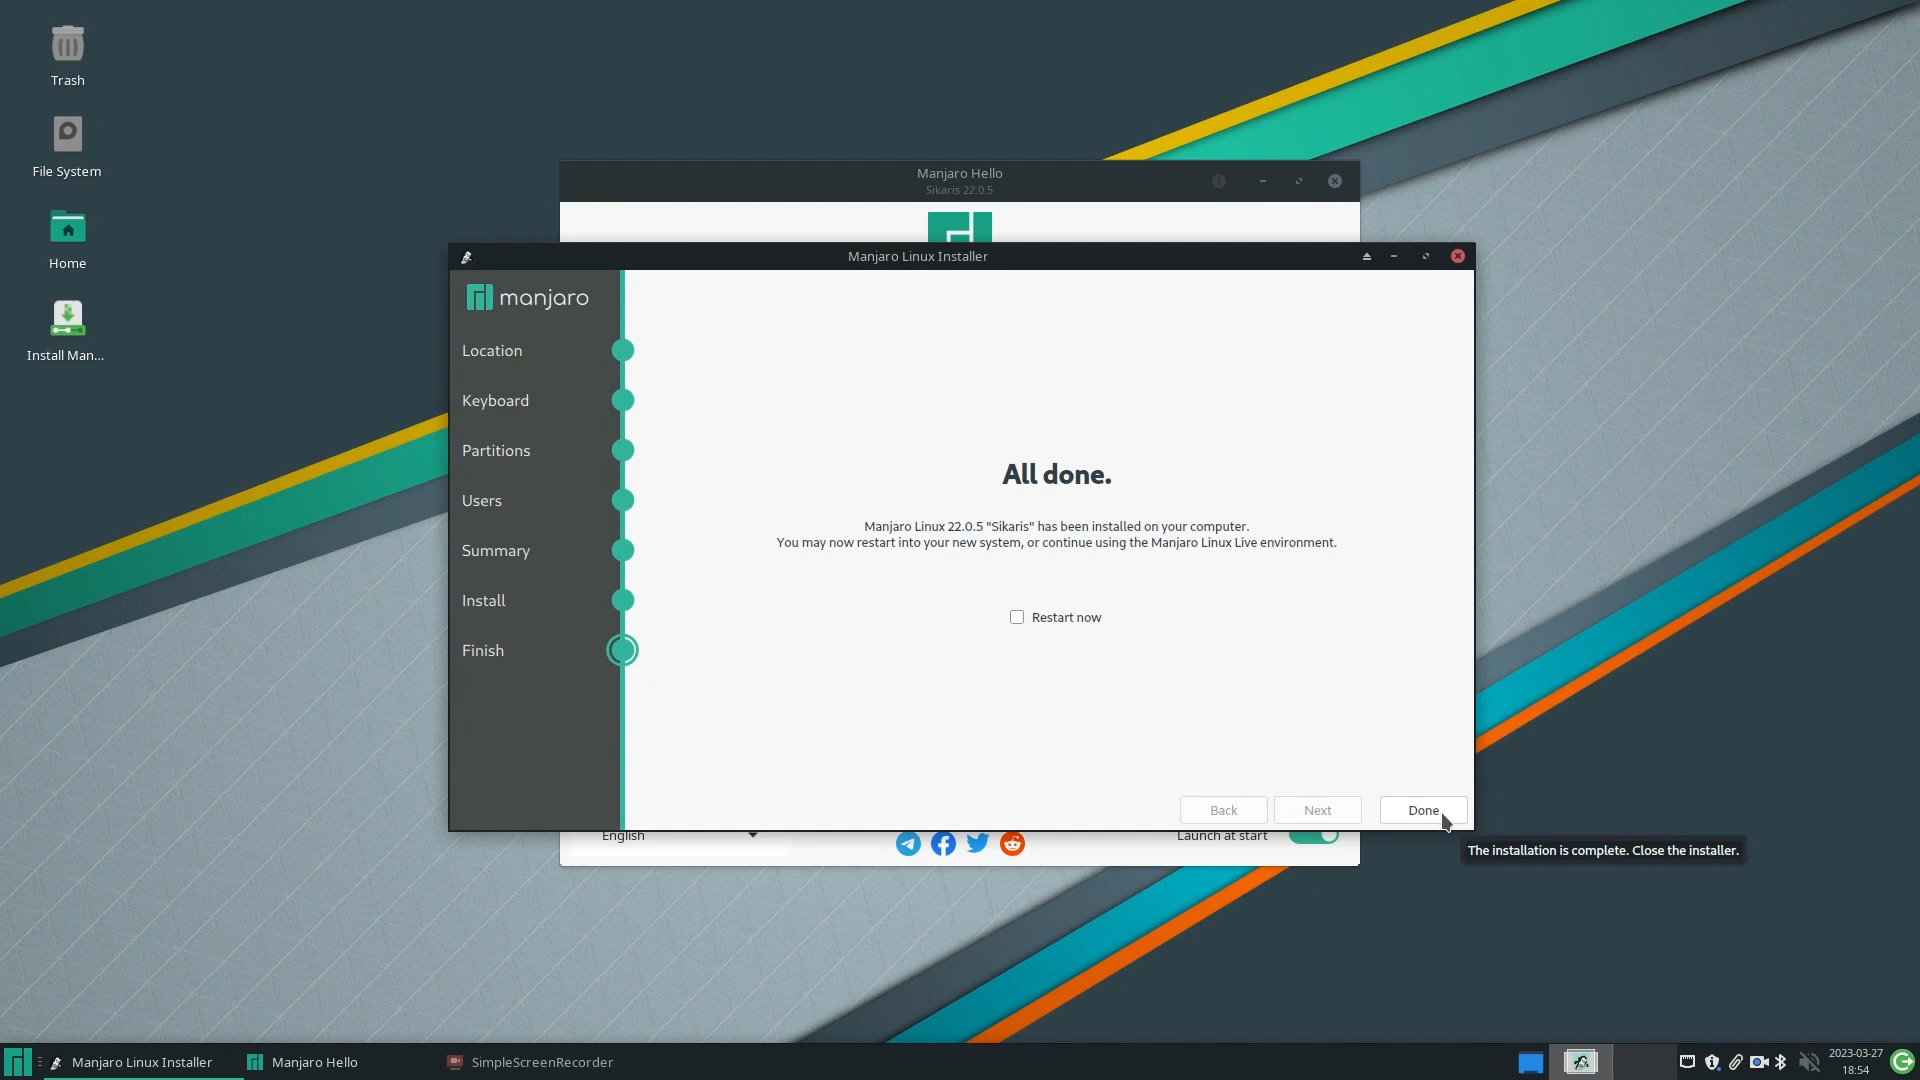 Trash
File System
Home
Install Man...
Manjaro Hello
Sikaris 22.0.5
Manjaro Linux Installer
manjaro
Location
Keyboard
Partitions
Users
Summary
Install
Finish
All done.
Manjaro Linux 22.0.5 "Sikaris" has been installed on your computer.
You may now restart into your new system, or continue using the Manjaro Linux Live environment.
Restart now
Back
Next
Done
English
Launch at start
The installation is complete. Close the installer.
Manjaro Linux Installer
Manjaro Hello
SimpleScreenRecorder
2023-03-27
18:54